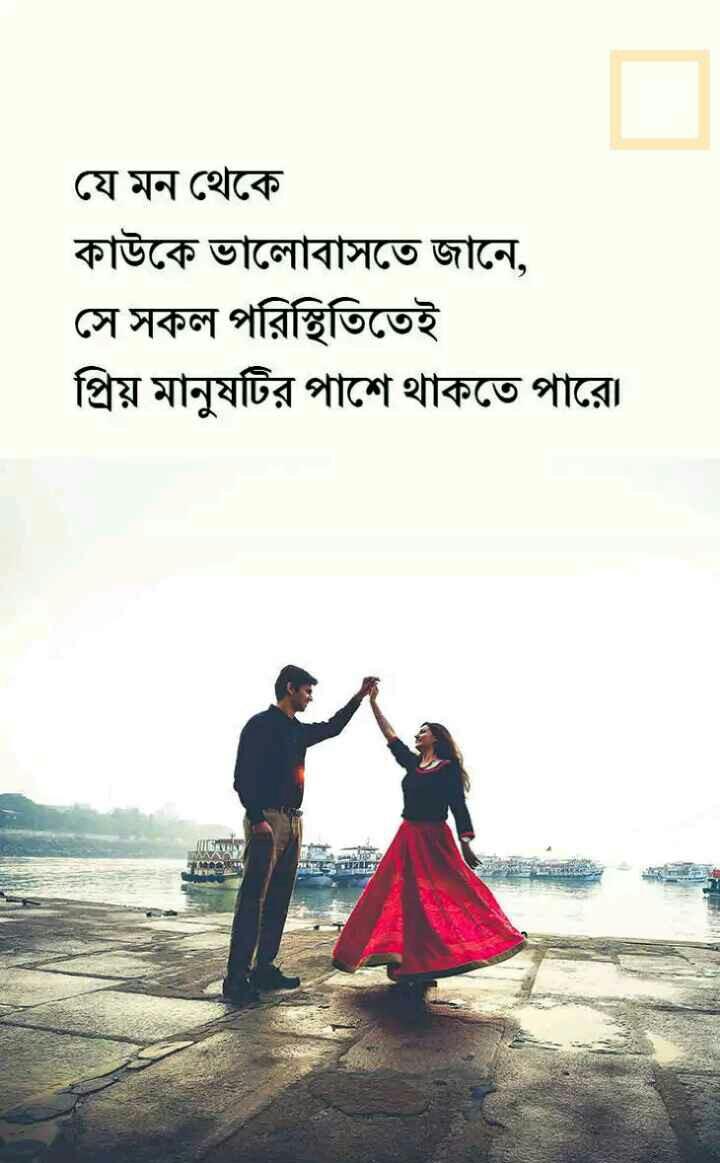 যে মন থেকে
কাউকে ভালোবাসতে জানে,
সে সকল পরিস্থিতিতেই
প্রিয় মানুষটির পাশে থাকতে পারে।